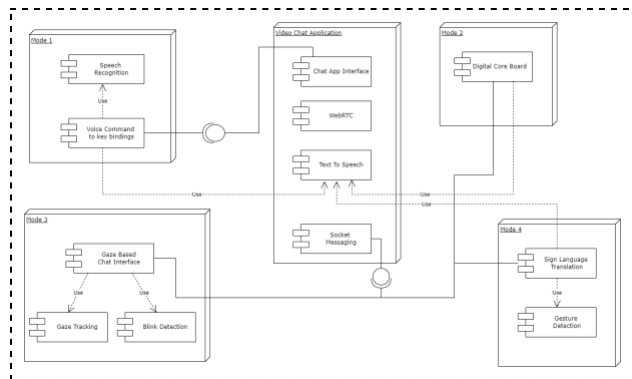 Mode 1
Speech
Recognition
Use
Voice Command
to key bindings
Video Chat Application
Chat App Interface
WebRTC
Text To Speech
Socket
Messaging
Mode 2
Digital Core Board
Use
Use
Use
Mode 3
Gaze Based
Chat Interface
Use
Use
Gaze Tracking
Blink Detection
Mode 4
Sign Language
Translation
Use
Gesture
Detection